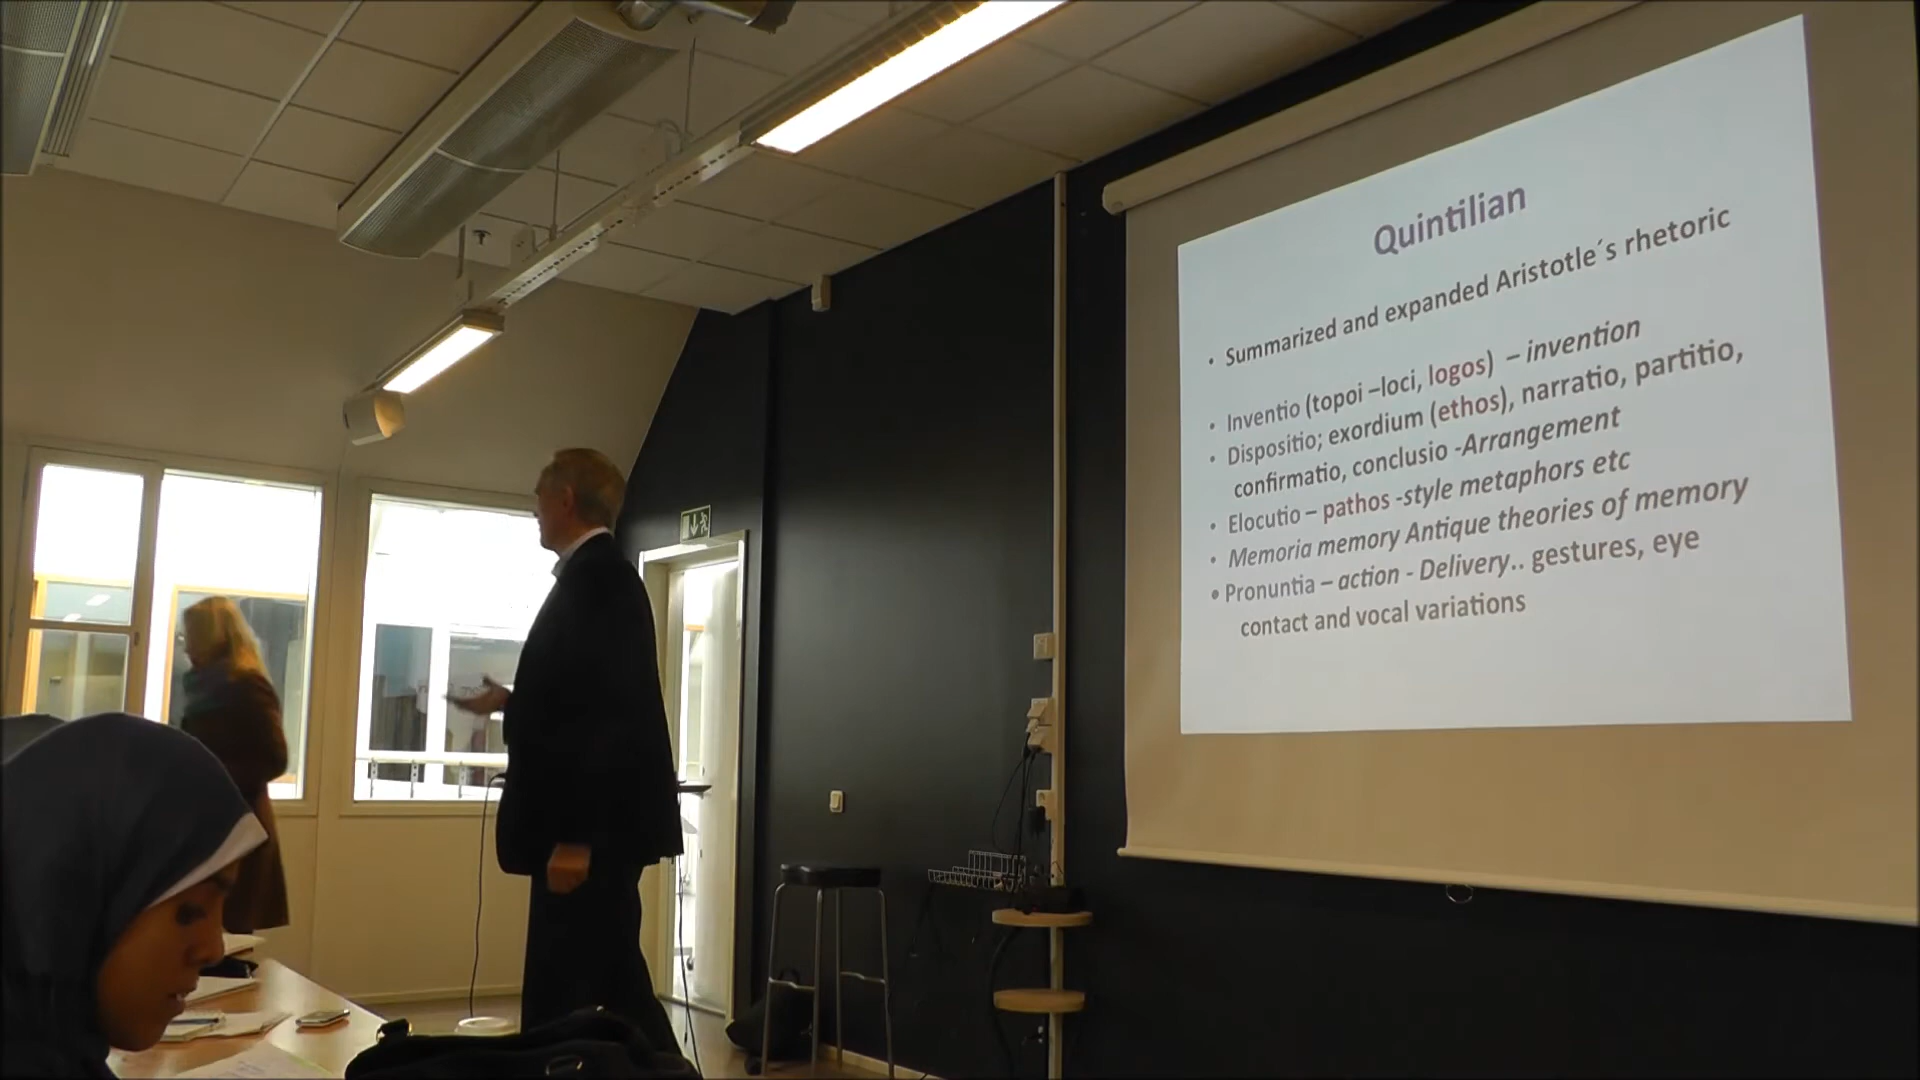 Quintilian
• Summarized and expanded Aristotle´s rhetoric
• Inventio (topoi –loci, logos) – invention
• Dispositio; exordium (ethos), narratio, partitio,
confirmatio, conclusio -Arrangement
• Elocutio – pathos -style metaphors etc
• Memoria memory Antique theories of memory
• Pronuntia – action - Delivery.. gestures, eye
contact and vocal variations